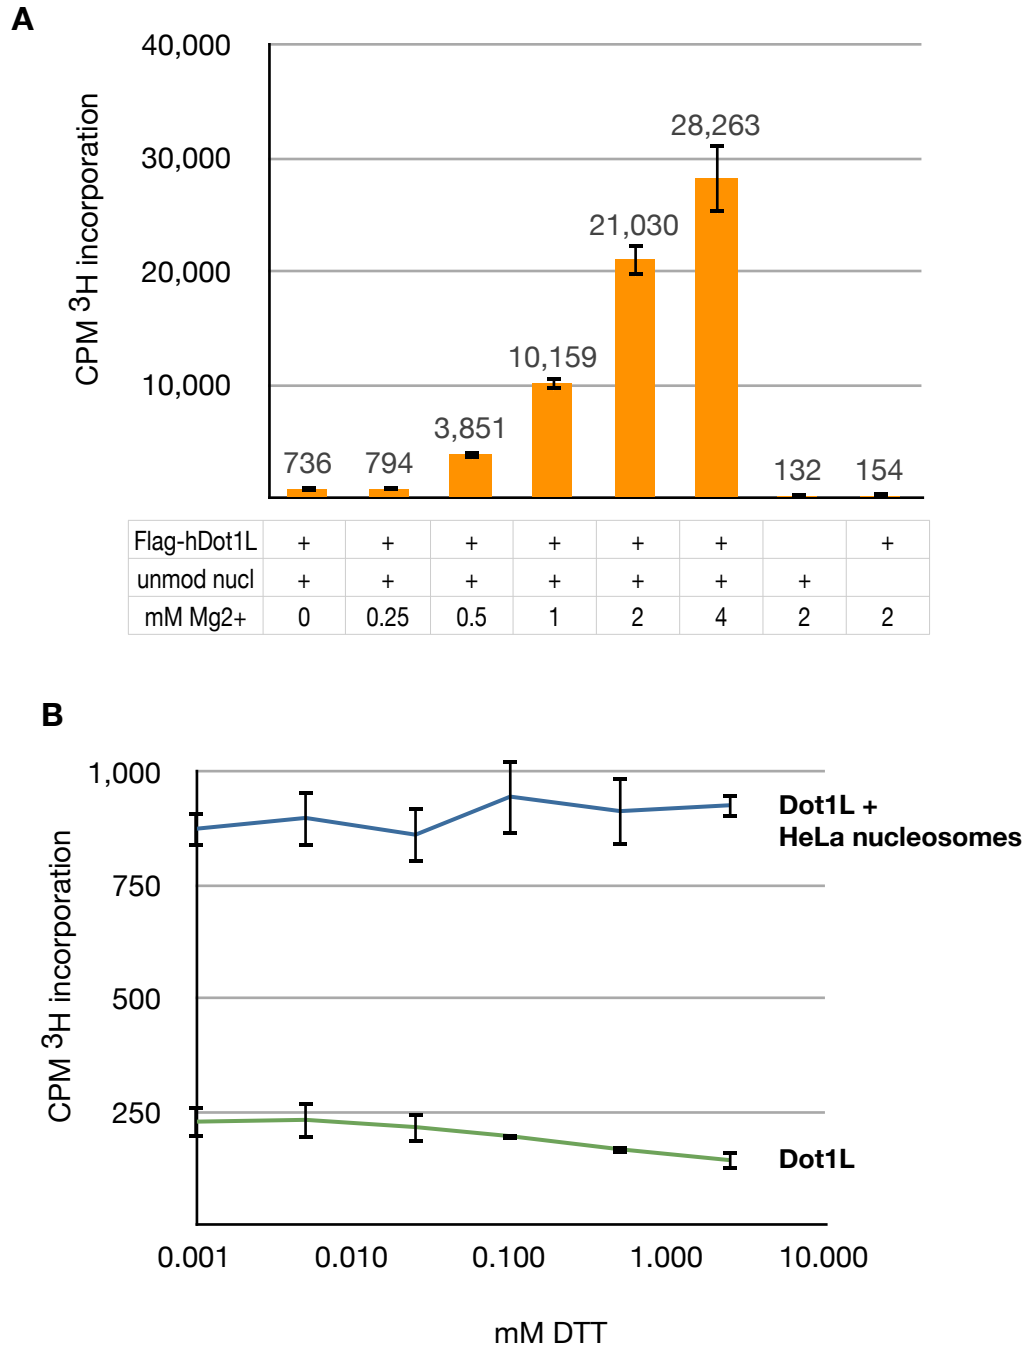 A
40,000
30,000
20,000
10,000
CPM ³H incorporation
736
794
3,851
10,159
21,030
28,263
132
154
Flag-hDot1L + + + + + + +
unmod nucl + + + + + + +
mM Mg2+ 0 0.25 0.5 1 2 4 2 2
B
1,000
750
500
250
CPM ³H incorporation
Dot1L +
HeLa nucleosomes
Dot1L
0.001 0.010 0.100 1.000 10.000
mM DTT